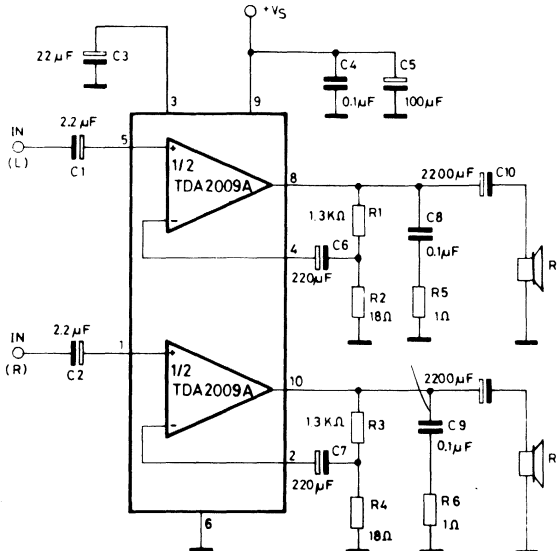 +VS
22µF
C3
C4
0.1µF
C5
100µF
3
9
IN
(L)
2.2µF
C1
5
+
1/2
TDA2009A
-
8
4
C6
220µF
1.3KΩ
R1
R2
18Ω
C8
0.1µF
R5
1Ω
2200µF
C10
R
IN
(R)
2.2µF
C2
1
+
1/2
TDA2009A
-
10
2
C7
220µF
1.3KΩ
R3
R4
18Ω
C9
0.1µF
R6
1Ω
2200µF
R
6